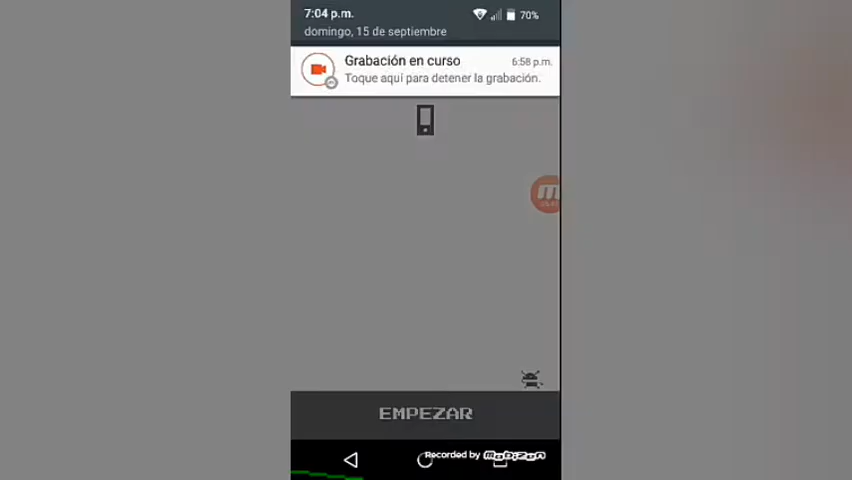 7:04 p.m.
70%
domingo, 15 de septiembre
Grabación en curso
6:58 p.m.
Toque aquí para detener la grabación.
EMPEZAR
Recorded by Mobizen